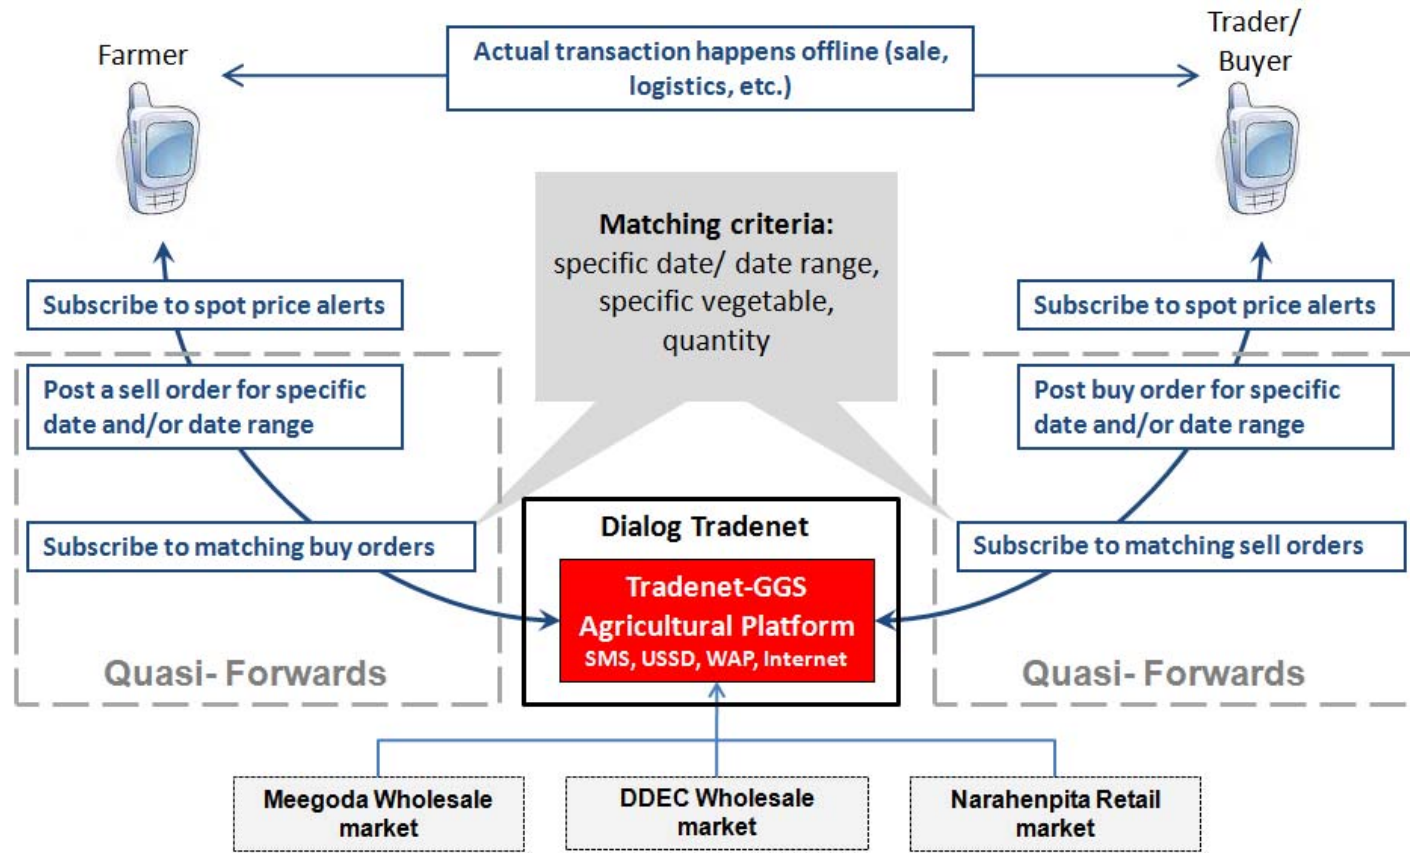 Farmer
Actual transaction happens offline (sale,
logistics, etc.)
Trader/
Buyer
Matching criteria:
specific date/ date range,
specific vegetable,
quantity
Subscribe to spot price alerts
Post a sell order for specific
date and/or date range
Subscribe to matching buy orders
Quasi- Forwards
Subscribe to spot price alerts
Post buy order for specific
date and/or date range
Subscribe to matching sell orders
Quasi- Forwards
Dialog Tradenet
Tradenet-GGS
Agricultural Platform
SMS, USSD, WAP, Internet
Meegoda Wholesale
market
DDEC Wholesale
market
Narahenpita Retail
market